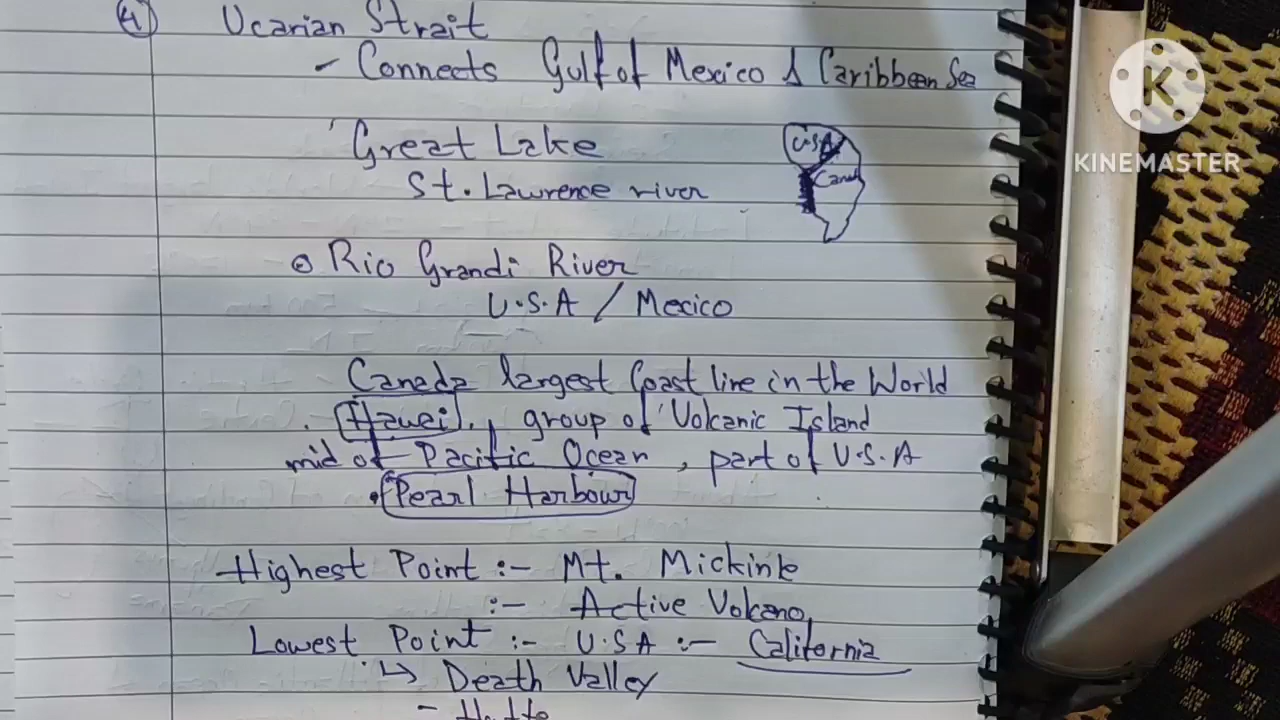 (4) Ucarian Strait
- Connects Gulf of Mexico & Caribbean Sea
Great Lake
St. Lawrence river
U.S.A
Canad
Rio Grandi River
U.S.A / Mexico
Canada largest Coast line in the World
Hawei, group of Volcanic Island
mid of Pacific Ocean, part of U.S.A
Pearl Harbour
Highest Point :- Mt. Mickinle
:- Active Volcano,
Lowest Point :- U.S.A :- California
↳ Death Valley
K
KINEMASTER